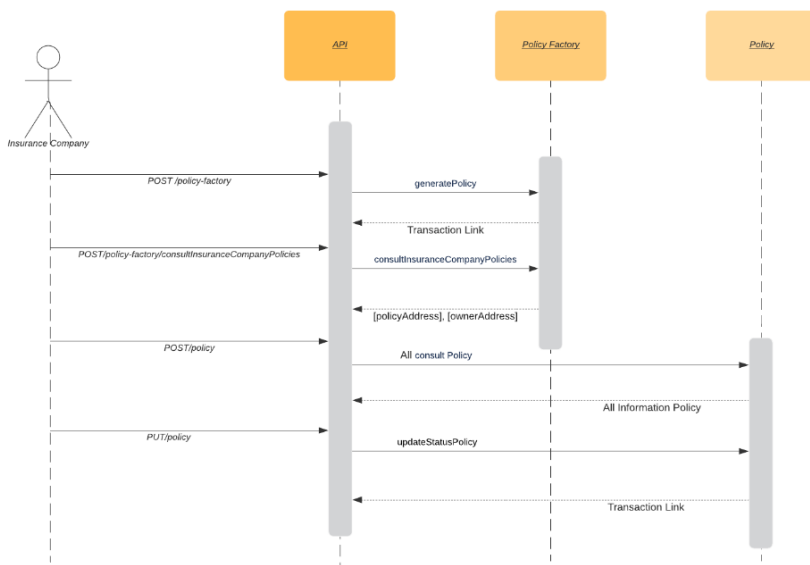 API
Policy Factory
Policy
Insurance Company
POST /policy-factory
generatePolicy
Transaction Link
POST/policy-factory/consultInsuranceCompanyPolicies
consultInsuranceCompanyPolicies
[policyAddress], [ownerAddress]
POST/policy
All consult Policy
All Information Policy
PUT/policy
updateStatusPolicy
Transaction Link